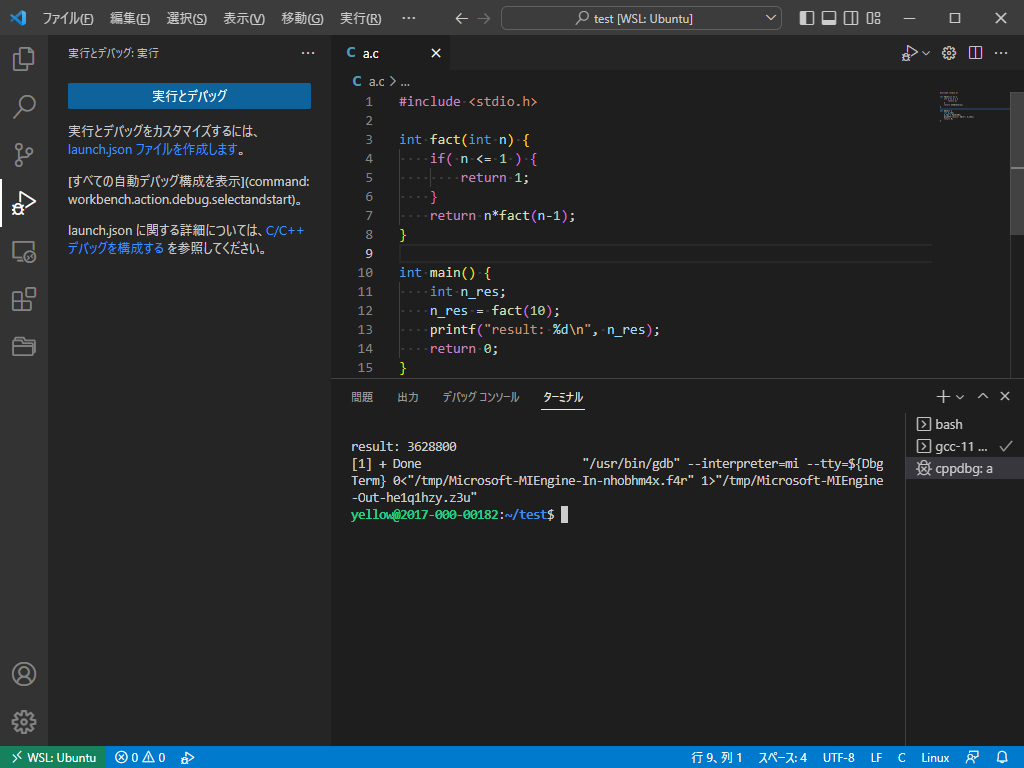 ファイル(F) 編集(E) 選択(S) 表示(V) 移動(G) 実行(R) ··· test [WSL: Ubuntu]
実行とデバッグ: 実行 ···
実行とデバッグ
実行とデバッグをカスタマイズするには、
launch.json ファイルを作成します。
[すべての自動デバッグ構成を表示](command:
workbench.action.debug.selectandstart)。
launch.json に関する詳細については、C/C++
デバッグを構成する を参照してください。
C a.c
C a.c > ...
1 #include·<stdio.h>
2
3 int·fact(int·n)·{
4 ····if(·n·<=·1·)·{
5 ········return·1;
6 ····}
7 ····return·n*fact(n-1);
8 }
9
10 int·main()·{
11 ····int·n_res;
12 ····n_res·=·fact(10);
13 ····printf("result:·%d\n",·n_res);
14 ····return·0;
15 }
問題 出力 デバッグ コンソール ターミナル
result: 3628800
[1] + Done                       "/usr/bin/gdb" --interpreter=mi --tty=${Dbg
Term} 0<"/tmp/Microsoft-MIEngine-In-nhobhm4x.f4r" 1>"/tmp/Microsoft-MIEngine
-Out-he1q1hzy.z3u"
yellow@2017-000-00182:~/test$
bash
gcc-11 ...
cppdbg: a
WSL: Ubuntu 0 0 行 9、列 1 スペース: 4 UTF-8 LF C Linux